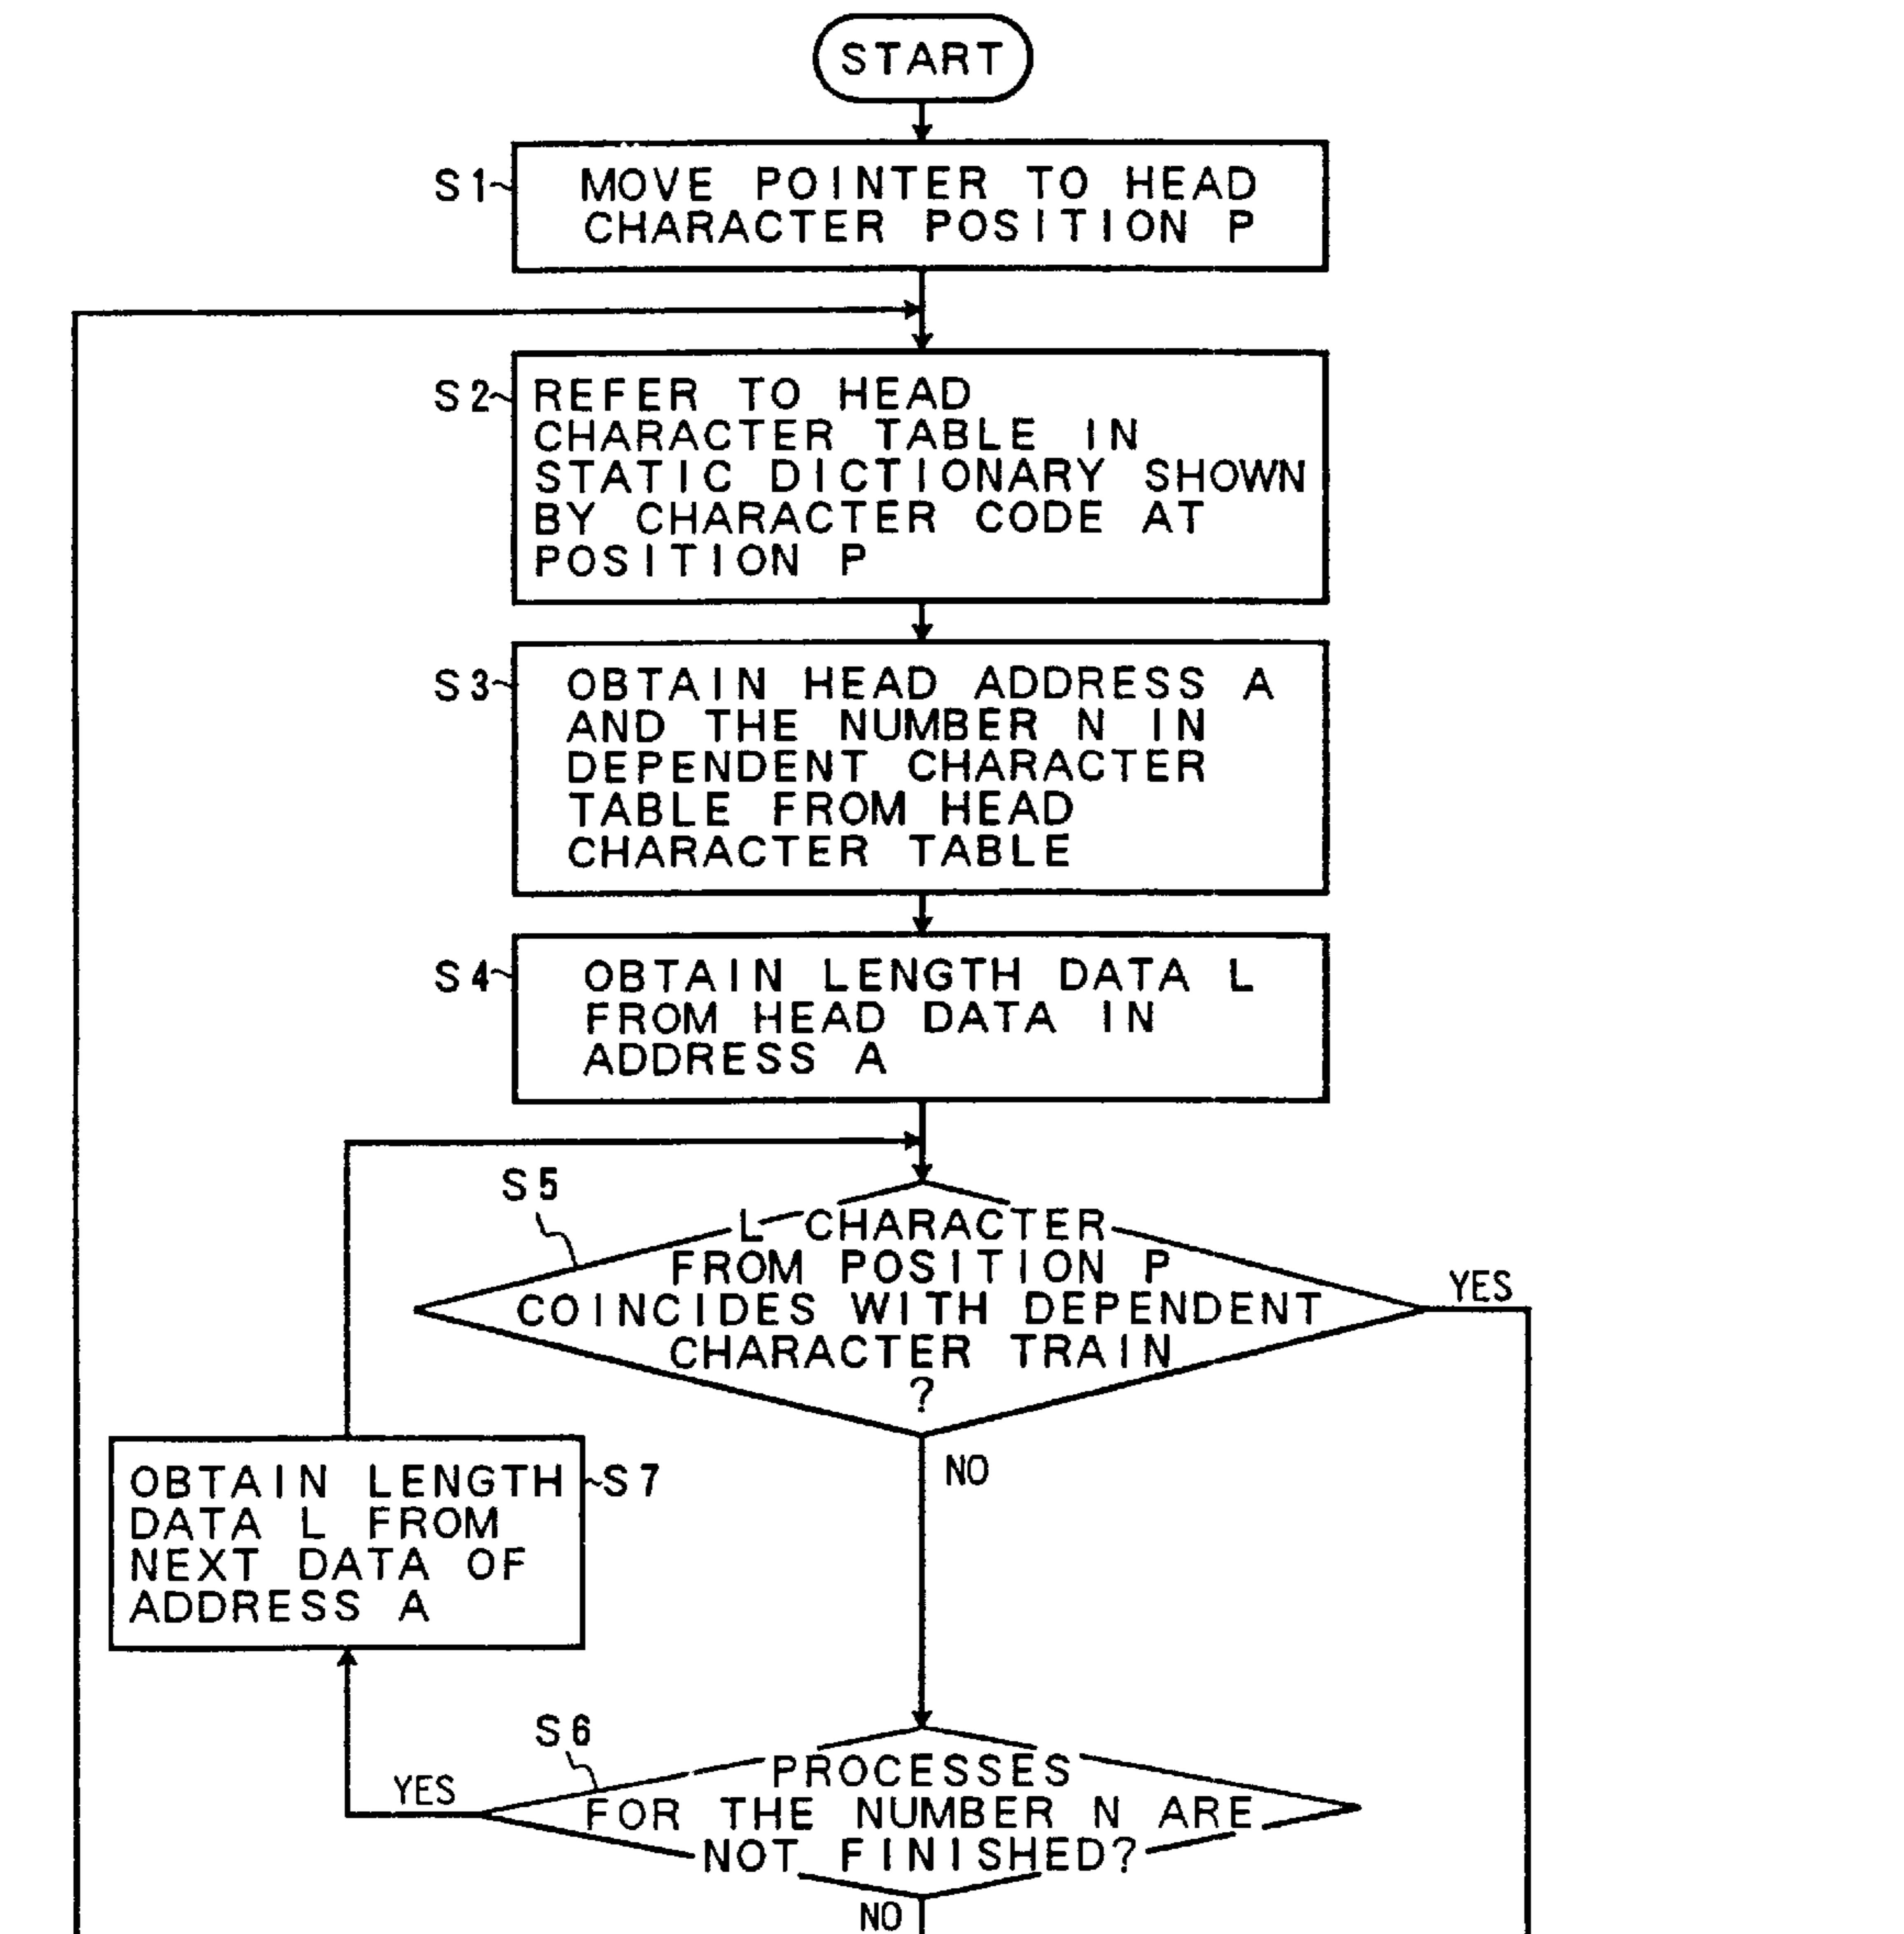 START
S1
MOVE POINTER TO HEAD
CHARACTER POSITION P
S2
REFER TO HEAD
CHARACTER TABLE IN
STATIC DICTIONARY SHOWN
BY CHARACTER CODE AT
POSITION P
S3
OBTAIN HEAD ADDRESS A
AND THE NUMBER N IN
DEPENDENT CHARACTER
TABLE FROM HEAD
CHARACTER TABLE
S4
OBTAIN LENGTH DATA L
FROM HEAD DATA IN
ADDRESS A
S5
L CHARACTER
FROM POSITION P
COINCIDES WITH DEPENDENT
CHARACTER TRAIN
?
YES
NO
OBTAIN LENGTH
DATA L FROM
NEXT DATA OF
ADDRESS A
S7
S6
PROCESSES
FOR THE NUMBER N ARE
NOT FINISHED?
YES
NO